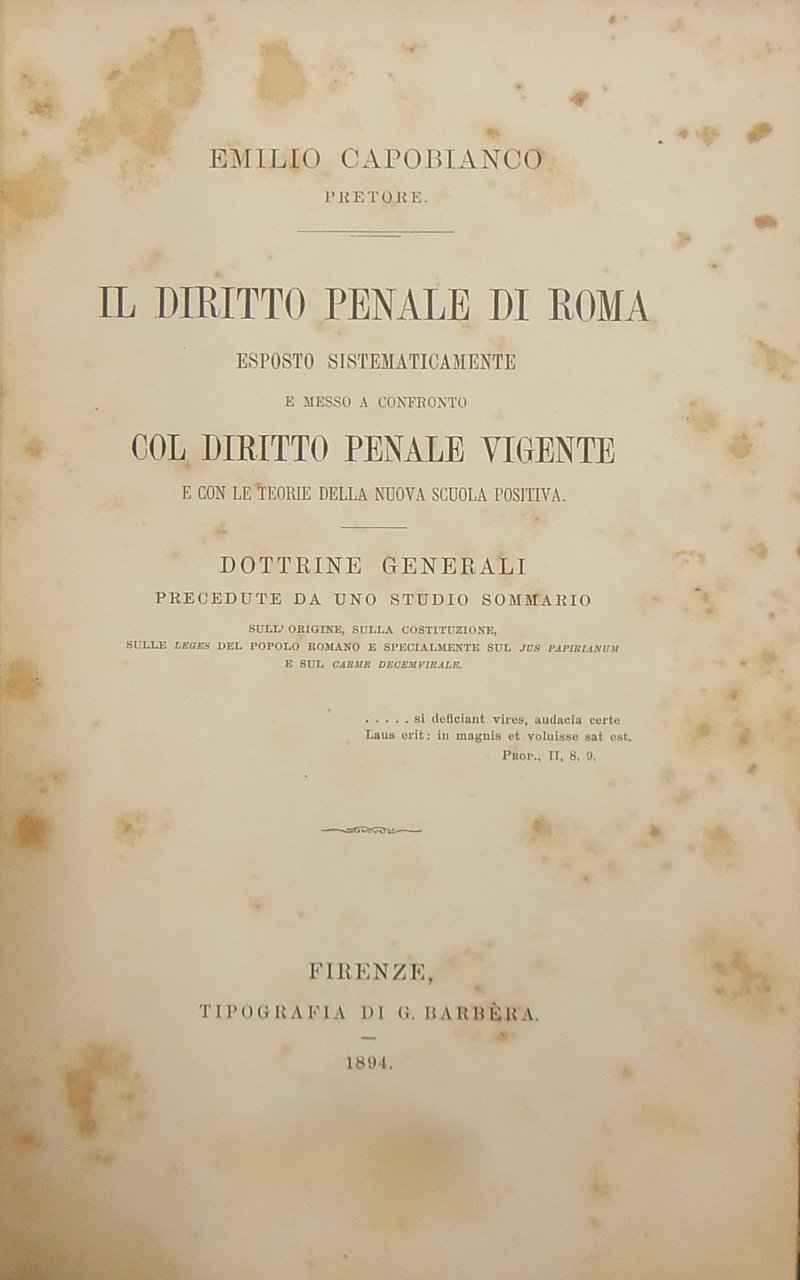 EMILIO CAPOBIANCO
PRETORE.
IL DIRITTO PENALE DI ROMA
ESPOSTO SISTEMATICAMENTE
E MESSO A CONFRONTO
COL DIRITTO PENALE VIGENTE
E CON LE TEORIE DELLA NUOVA SCUOLA POSITIVA.
DOTTRINE GENERALI
PRECEDUTE DA UNO STUDIO SOMMARIO
SULL' ORIGINE, SULLA COSTITUZIONE,
SULLE LEGES DEL POPOLO ROMANO E SPECIALMENTE SUL JUS PAPIRIANUM
E SUL CARME DECEMVIRALE.
. . . . . si deficiant vires, audacia certe
Laus erit: in magnis et voluisse sat est.
PROP., II, 8, 9.
FIRENZE,
TIPOGRAFIA DI G. BARBÈRA.
1894.